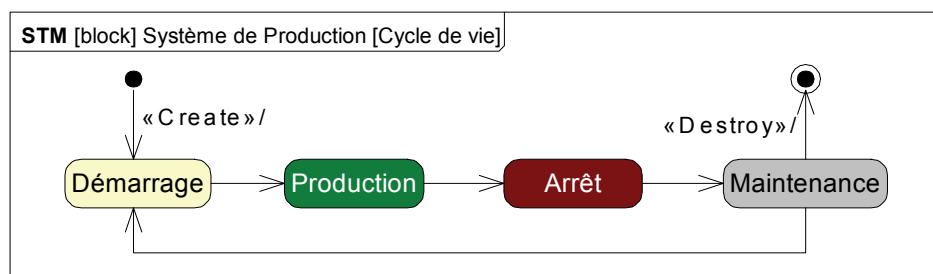 STM [block] Système de Production [Cycle de vie]
«Create»/
«Destroy»/
Démarrage
Production
Arrêt
Maintenance